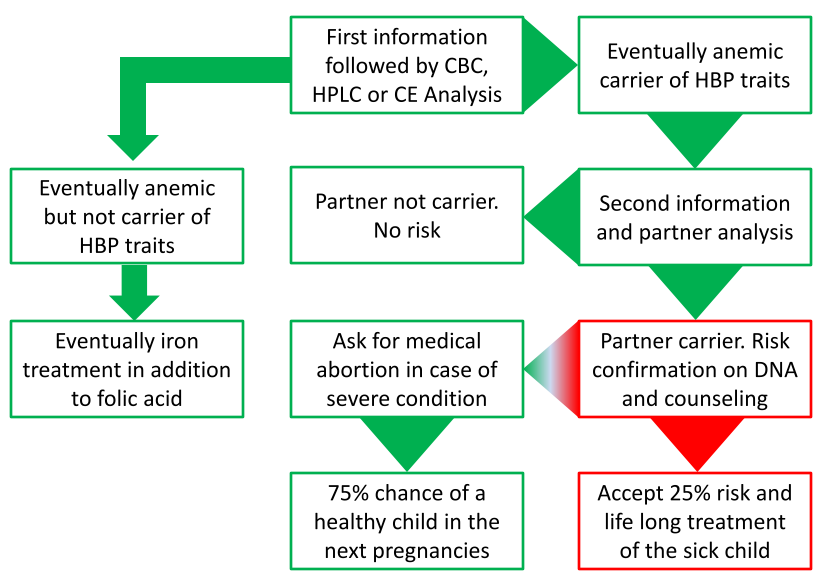 First information
followed by CBC,
HPLC or CE Analysis
Eventually anemic
carrier of HBP traits
Eventually anemic
but not carrier of
HBP traits
Partner not carrier.
No risk
Second information
and partner analysis
Eventually iron
treatment in addition
to folic acid
Ask for medical
abortion in case of
severe condition
Partner carrier. Risk
confirmation on DNA
and counseling
75% chance of a
healthy child in the
next pregnancies
Accept 25% risk and
life long treatment
of the sick child